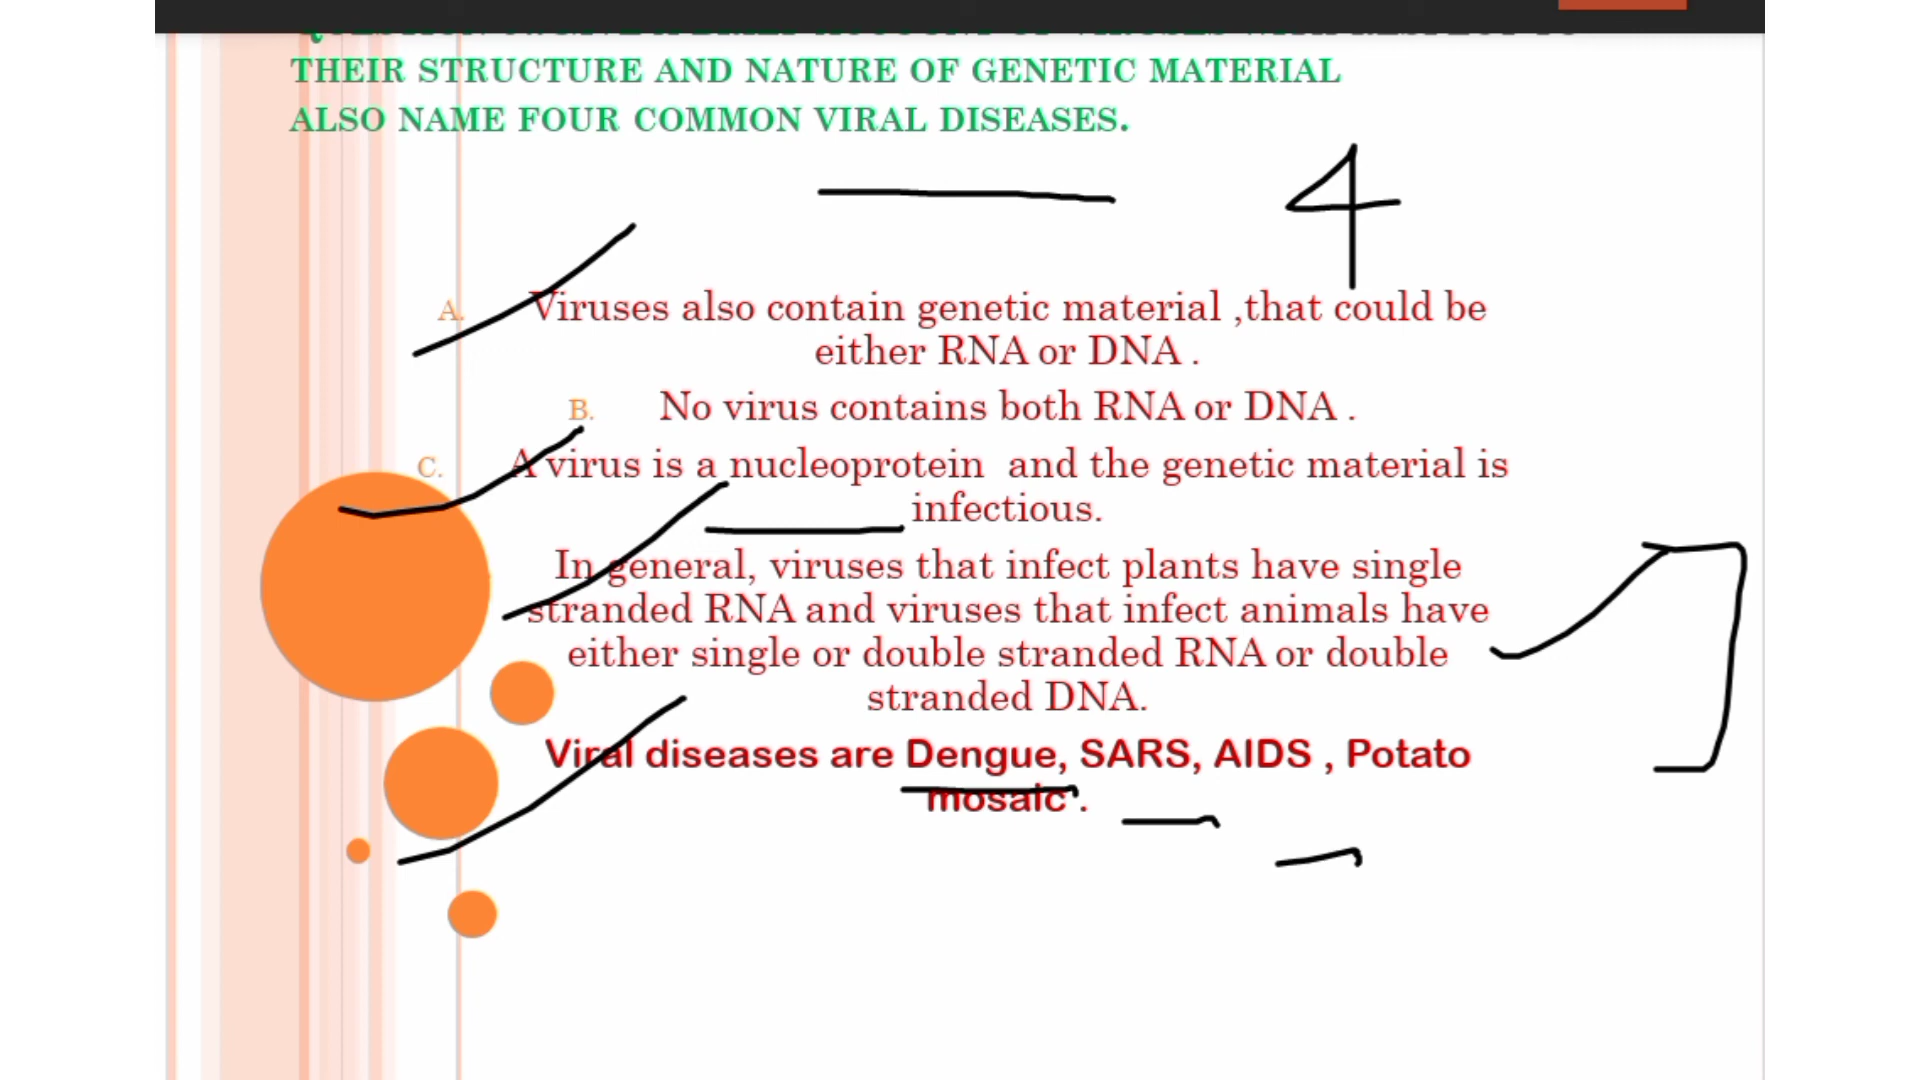 THEIR STRUCTURE AND NATURE OF GENETIC MATERIAL
ALSO NAME FOUR COMMON VIRAL DISEASES.
4
A. Viruses also contain genetic material ,that could be
either RNA or DNA .
B. No virus contains both RNA or DNA .
C. A virus is a nucleoprotein and the genetic material is
infectious.
In general, viruses that infect plants have single
stranded RNA and viruses that infect animals have
either single or double stranded RNA or double
stranded DNA.
Viral diseases are Dengue, SARS, AIDS , Potato
mosaic .